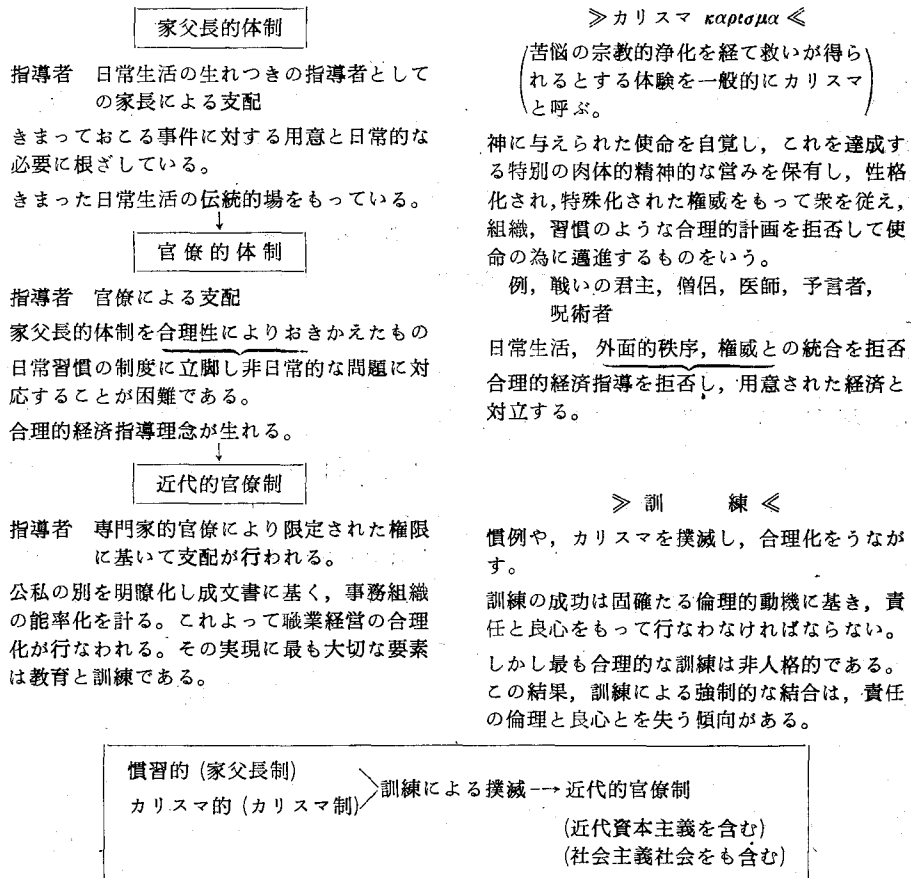 家父長的体制
指導者　日常生活の生れつきの指導者として
の家長による支配
きまっておこる事件に対する用意と日常的な
必要に根ざしている。
きまった日常生活の伝統的場をもっている。
↓
官僚的体制
指導者　官僚による支配
家父長的体制を合理性によりおきかえたもの
日常習慣の制度に立脚し非日常的な問題に対
応することが困難である。
合理的経済指導理念が生れる。
↓
近代的官僚制
指導者　専門家的官僚により限定された権限
に基いて支配が行われる。
公私の別を明瞭化し成文書に基く，事務組織
の能率化を計る。これよって職業経営の合理
化が行なわれる。その実現に最も大切な要素
は教育と訓練である。
≫カリスマ καρισμα≪
(苦悩の宗教的浄化を経て救いが得ら
れるとする体験を一般的にカリスマ
と呼ぶ。)
神に与えられた使命を自覚し，これを達成す
る特別の肉体的精神的な営みを保有し，性格
化され，特殊化された権威をもって衆を従え，
組織，習慣のような合理的計画を拒否して使
命の為に邁進するものをいう。
例，戦いの君主，僧侶，医師，予言者，
呪術者
日常生活，外面的秩序，権威との統合を拒否
合理的経済指導を拒否し，用意された経済と
対立する。
≫訓　練≪
慣例や，カリスマを撲滅し，合理化をうなが
す。
訓練の成功は固確たる倫理的動機に基き，責
任と良心をもって行なわなければならない。
しかし最も合理的な訓練は非人格的である。
この結果，訓練による強制的な結合は，責任
の倫理と良心とを失う傾向がある。
慣習的（家父長制）
カリスマ的（カリスマ制）
訓練による撲滅→近代的官僚制
(近代資本主義を含む)
(社会主義社会をも含む)